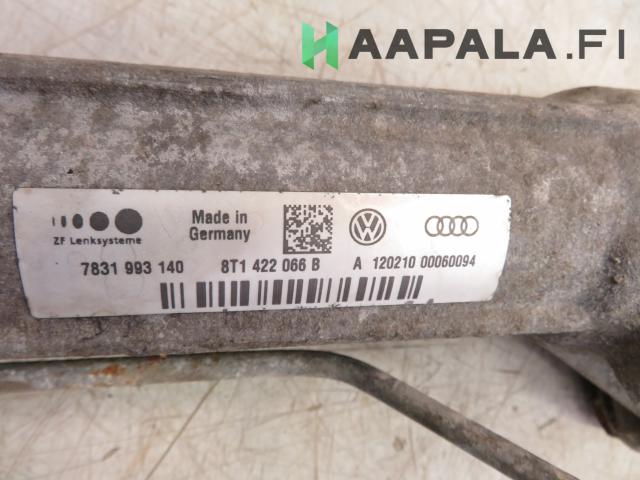 HAAPALA.FI
ZF Lenksysteme
Made in
Germany
7831 993 140
8T1 422 066 B
A 120210 00060094